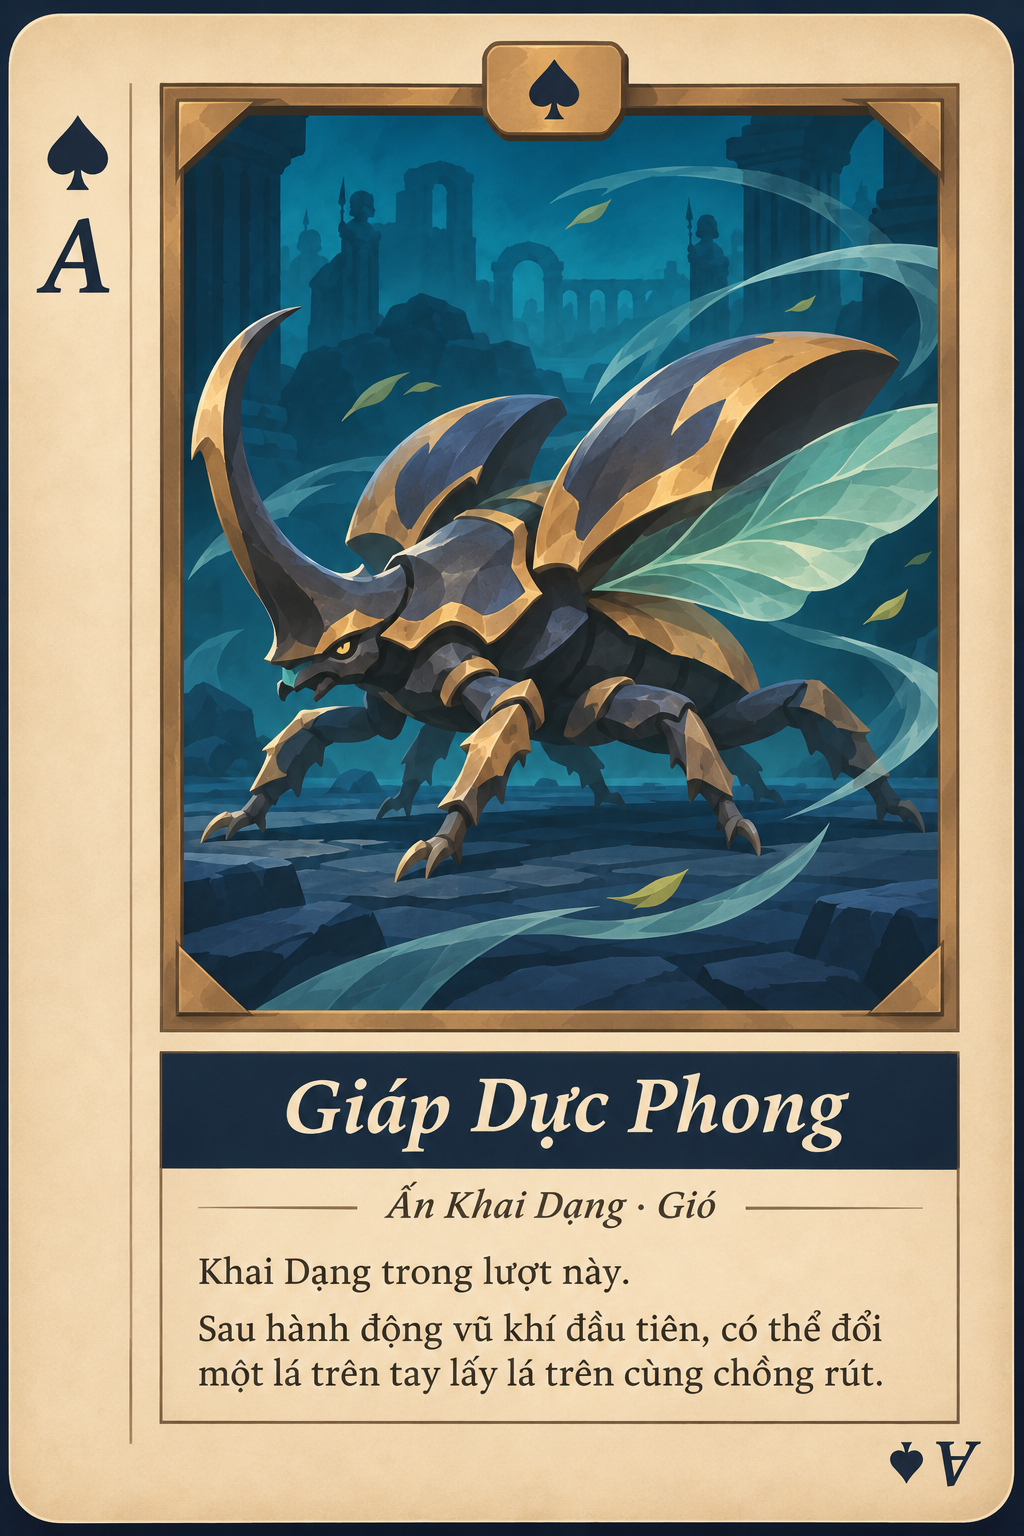 A
Giáp Dực Phong
Ấn Khai Dạng · Gió
Khai Dạng trong lượt này.
Sau hành động vũ khí đầu tiên, có thể đổi
một lá trên tay lấy lá trên cùng chồng rút.
A